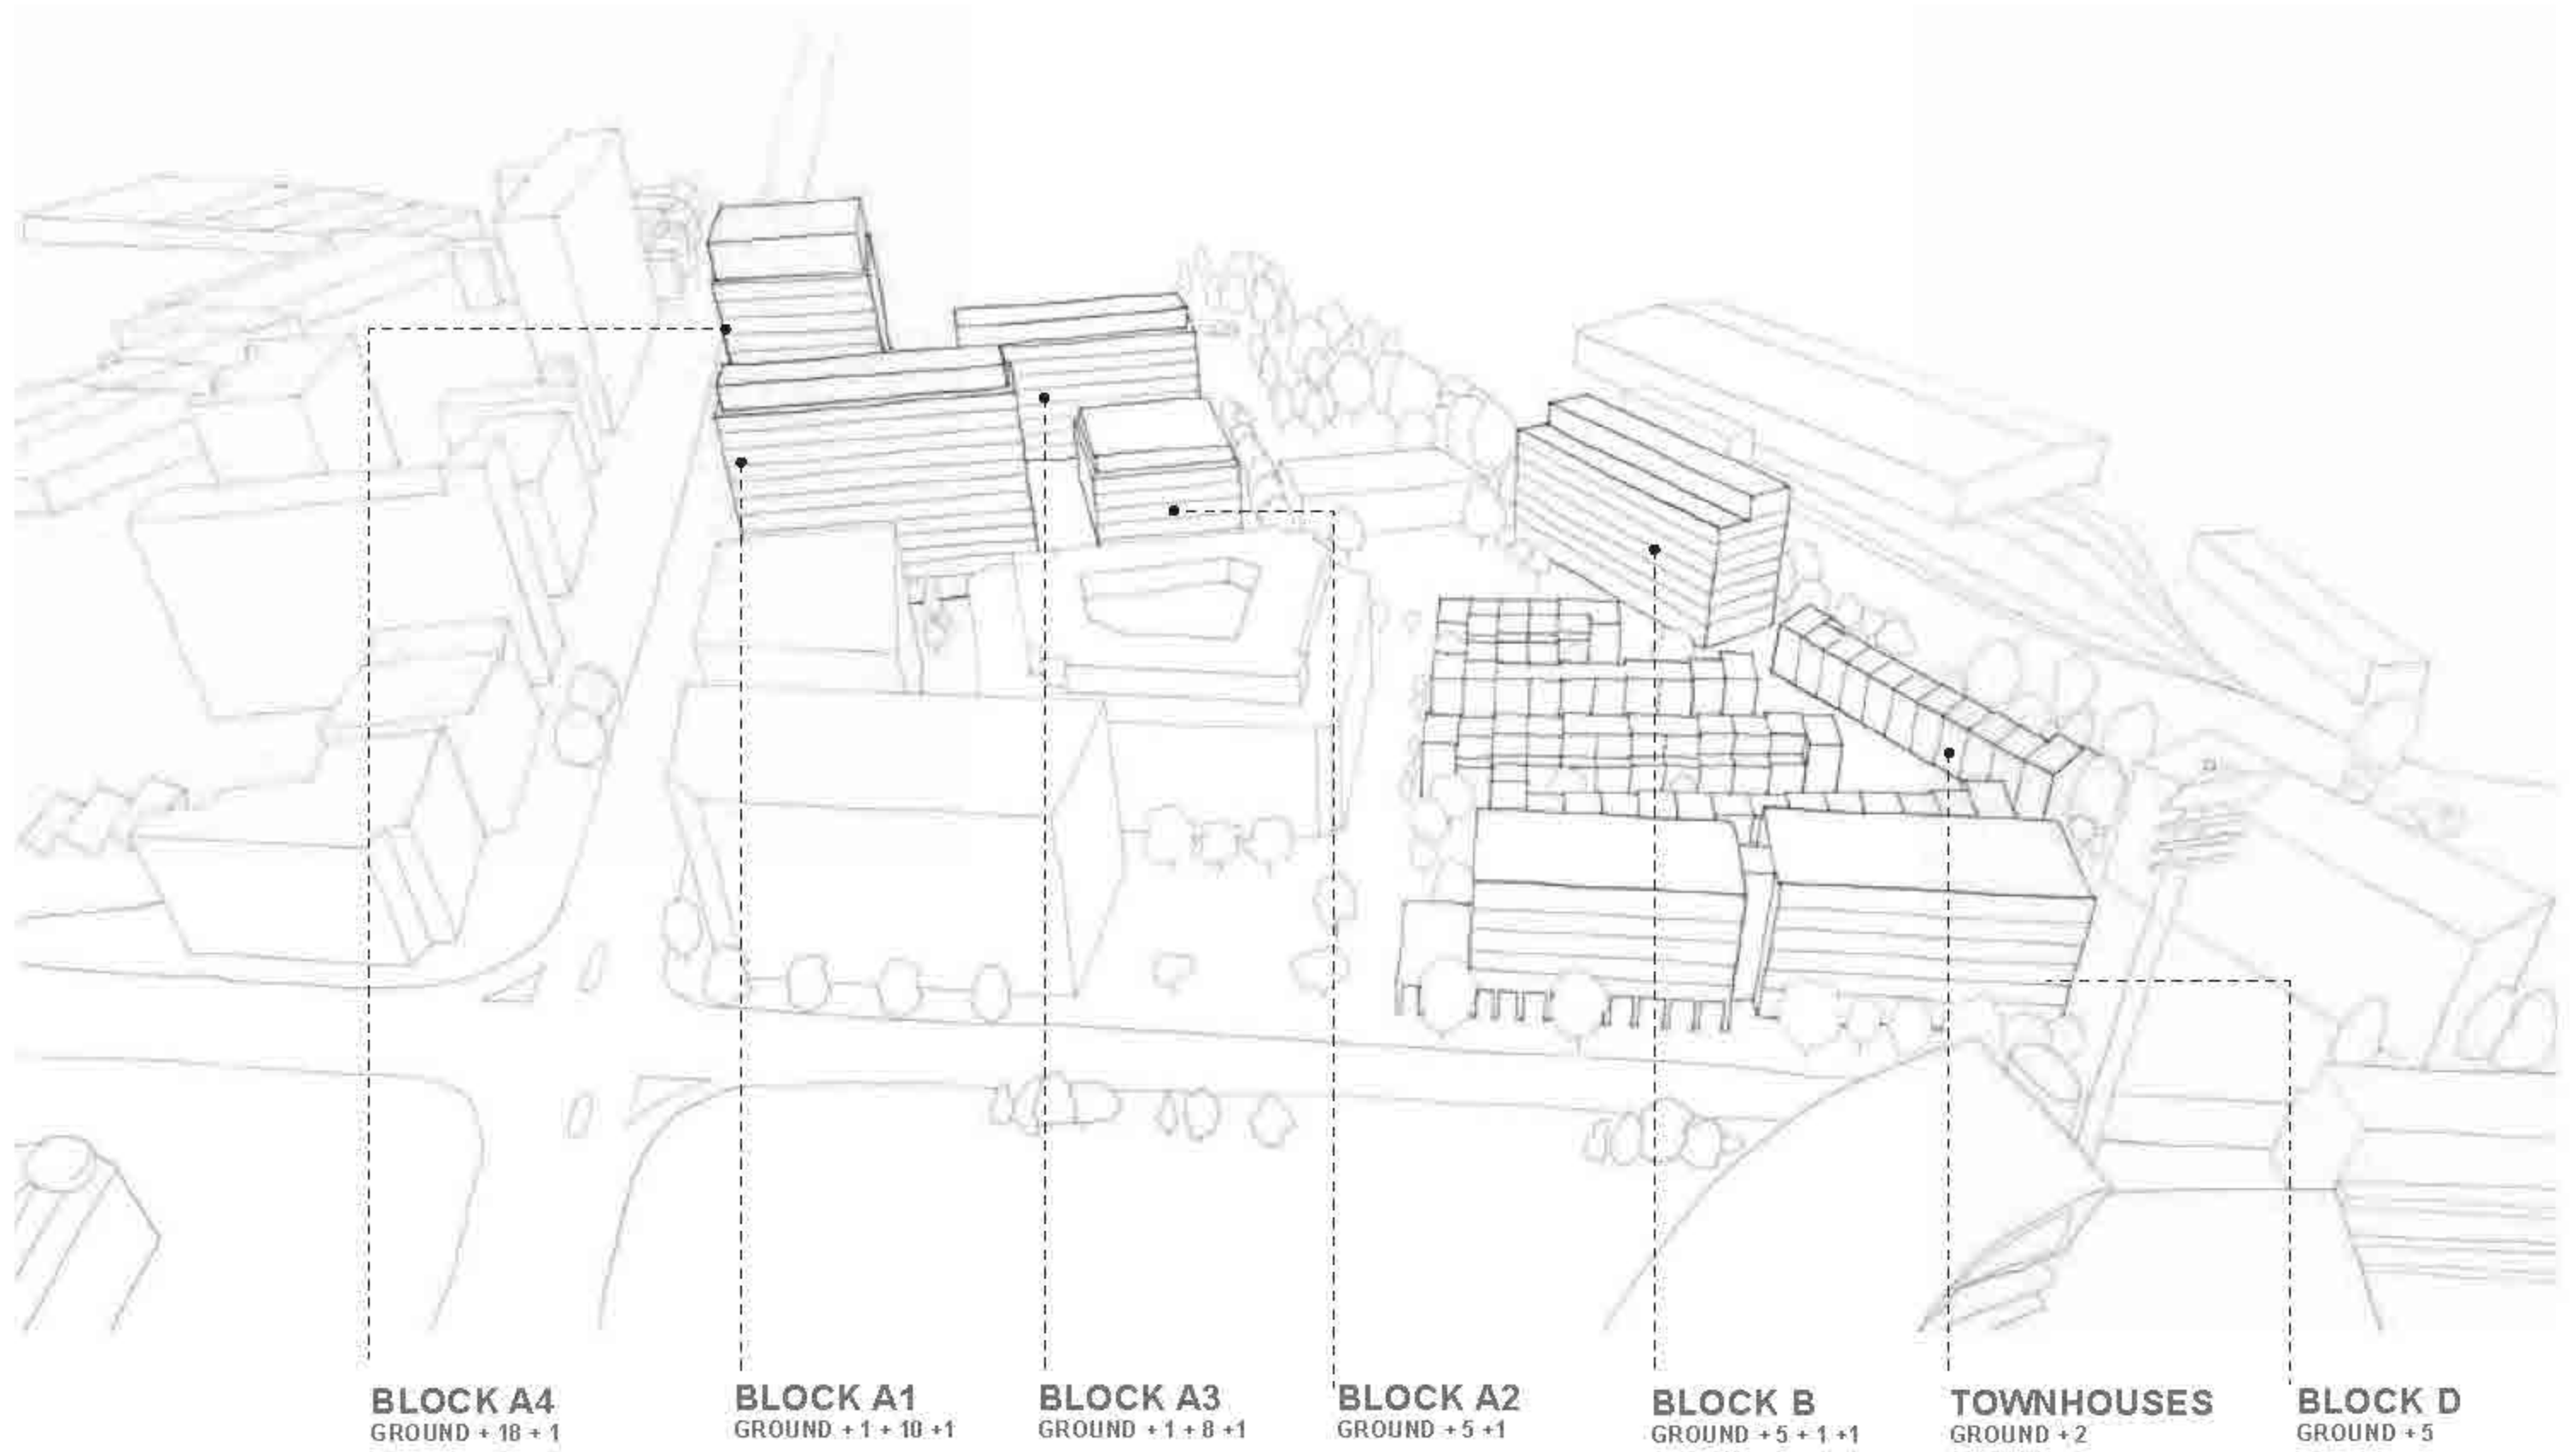 BLOCK A4
GROUND + 18 + 1
BLOCK A1
GROUND + 1 + 10 +1
BLOCK A3
GROUND + 1 + 8 +1
BLOCK A2
GROUND + 5 +1
BLOCK B
GROUND + 5 + 1 +1
TOWNHOUSES
GROUND +2
BLOCK D
GROUND + 5